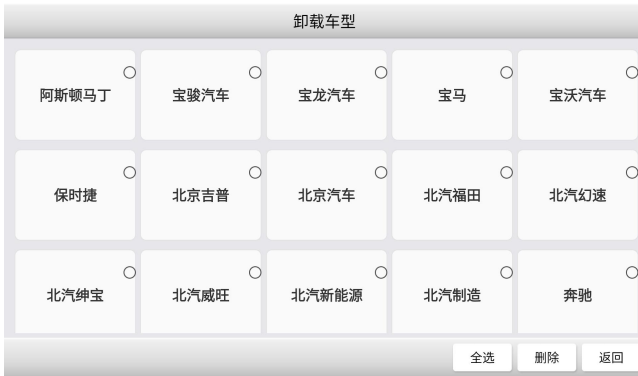 卸载车型
阿斯顿马丁 宝骏汽车 宝龙汽车 宝马 宝沃汽车
保时捷 北京吉普 北京汽车 北汽福田 北汽幻速
北汽绅宝 北汽威旺 北汽新能源 北汽制造 奔驰
全选 删除 返回